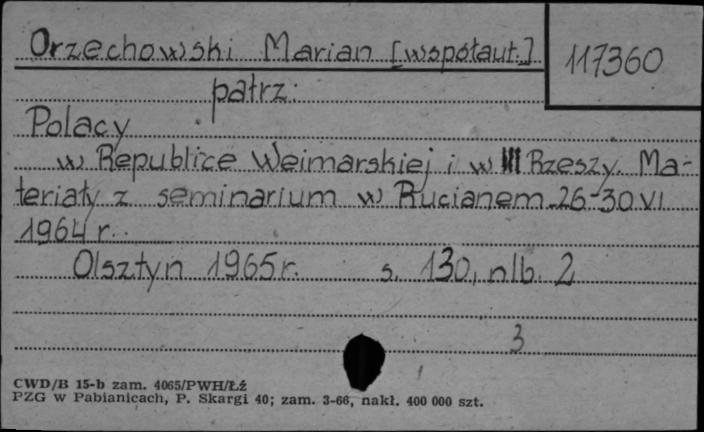 Orzechowski Marian [współaut.]
117360
patrz:
Polacy
w Republice Weimarskiej i w III Rzeszy. Ma-
teriały z seminarium w Rucianem 26-30 VI
1964 r.
Olsztyn 1965 r. s. 130, nlb. 2
3
CWD/B 15-b zam. 4065/PWH/Łż
PZG w Pabianicach, P. Skargi 40; zam. 3-66, nakł. 400 000 szt.